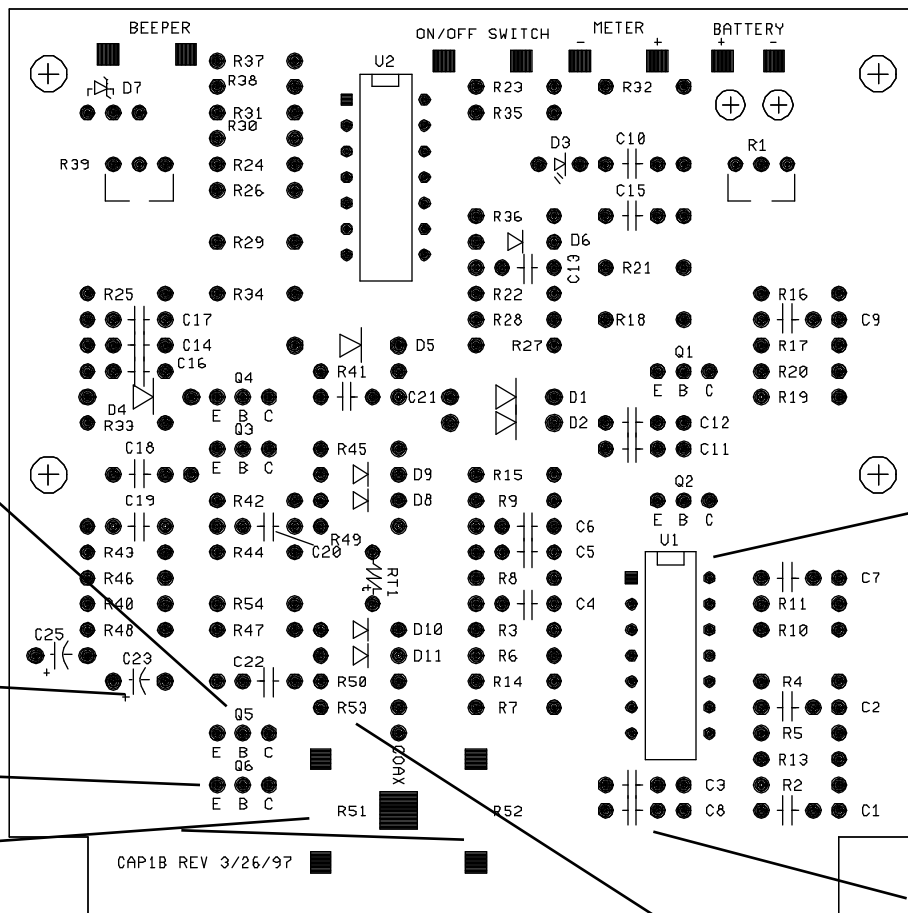 BEEPER ON/OFF SWITCH METER BATTERY
- + + -
R37 U2
D7 R38 R23 R32
R31 R35
R30
R39 R24 D3 C10 R1
R26 C15
R36
R29 D6
C13 R21
R25 R34 R22 R16
C17 R28 R18 C9
C14 D5 R27 R17
C16 R41 Q1 R20
Q4 E B C
D4 E B C C21 D1 R19
R33 Q3 D2 C12
C18 E B C R45 C11
D9 R15 Q2
C19 R42 D8 R9 E B C
R49 C6 U1
R43 R44 C20 C5
R46 RT1 t R8 C7
R40 R54 C4 R11
R48 R47 D10 R3 R10
C25 + C23 + C22 D11 R6
R50 R14 R4
Q5 R53 R7 C2
E B C COAX R5
Q6 R13
E B C C3 R2
R51 R52 C8 C1
CAP1B REV 3/26/97